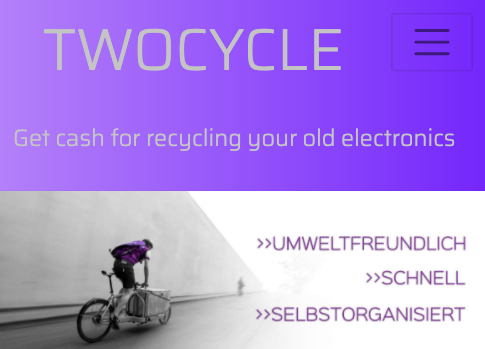 TWOCYCLE
Get cash for recycling your old electronics
>>UMWELTFREUNDLICH
>>SCHNELL
>>SELBSTORGANISIERT